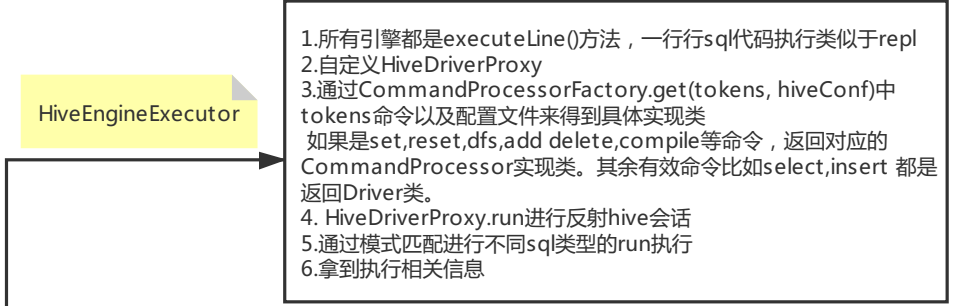 HiveEngineExecutor
1.所有引擎都是executeLine()方法，一行行sql代码执行类似于repl
2.自定义HiveDriverProxy
3.通过CommandProcessorFactory.get(tokens, hiveConf)中
tokens命令以及配置文件来得到具体实现类
如果是set,reset,dfs,add delete,compile等命令，返回对应的
CommandProcessor实现类。其余有效命令比如select,insert 都是
返回Driver类。
4. HiveDriverProxy.run进行反射hive会话
5.通过模式匹配进行不同sql类型的run执行
6.拿到执行相关信息